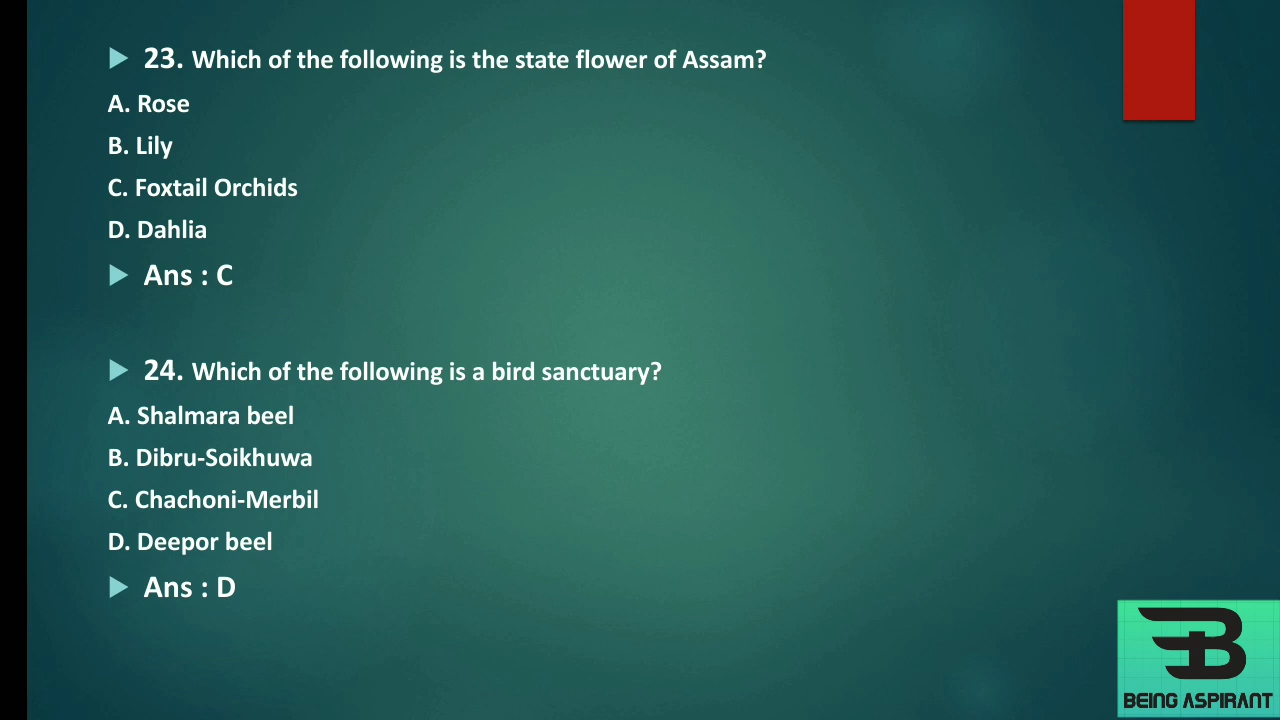 23. Which of the following is the state flower of Assam?
A. Rose
B. Lily
C. Foxtail Orchids
D. Dahlia
Ans : C
24. Which of the following is a bird sanctuary?
A. Shalmara beel
B. Dibru-Soikhuwa
C. Chachoni-Merbil
D. Deepor beel
Ans : D
BEING ASPIRANT